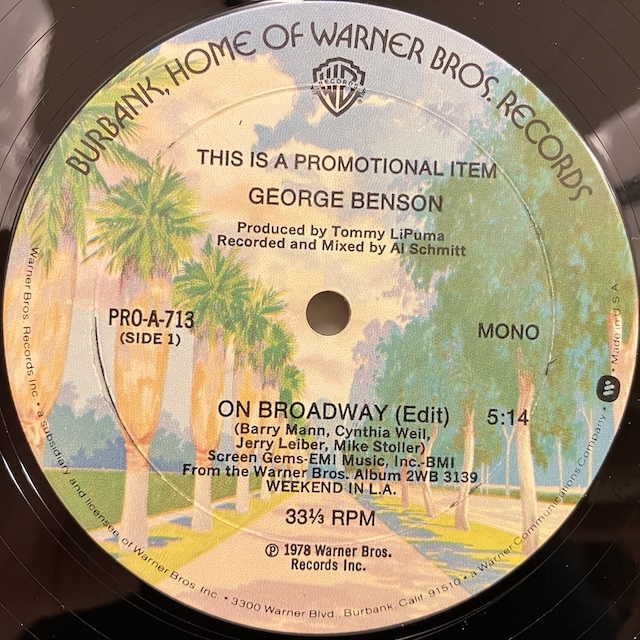 BURBANK, HOME OF WARNER BROS. RECORDS
RECORDS
THIS IS A PROMOTIONAL ITEM
GEORGE BENSON
Produced by Tommy LiPuma
Recorded and Mixed by Al Schmitt
PRO-A-713
(SIDE 1)
MONO
ON BROADWAY (Edit) 5:14
(Barry Mann, Cynthia Weil,
Jerry Leiber, Mike Stoller)
Screen Gems-EMI Music, Inc.-BMI
From the Warner Bros. Album 2WB 3139
WEEKEND IN L.A.
33⅓ RPM
℗ 1978 Warner Bros.
Records Inc.
Warner Bros. Records Inc. • a subsidiary and licensee of Warner Bros. Inc. • 3300 Warner Blvd., Burbank, Calif. 91510 • a Warner Communications Company • Made in U.S.A.